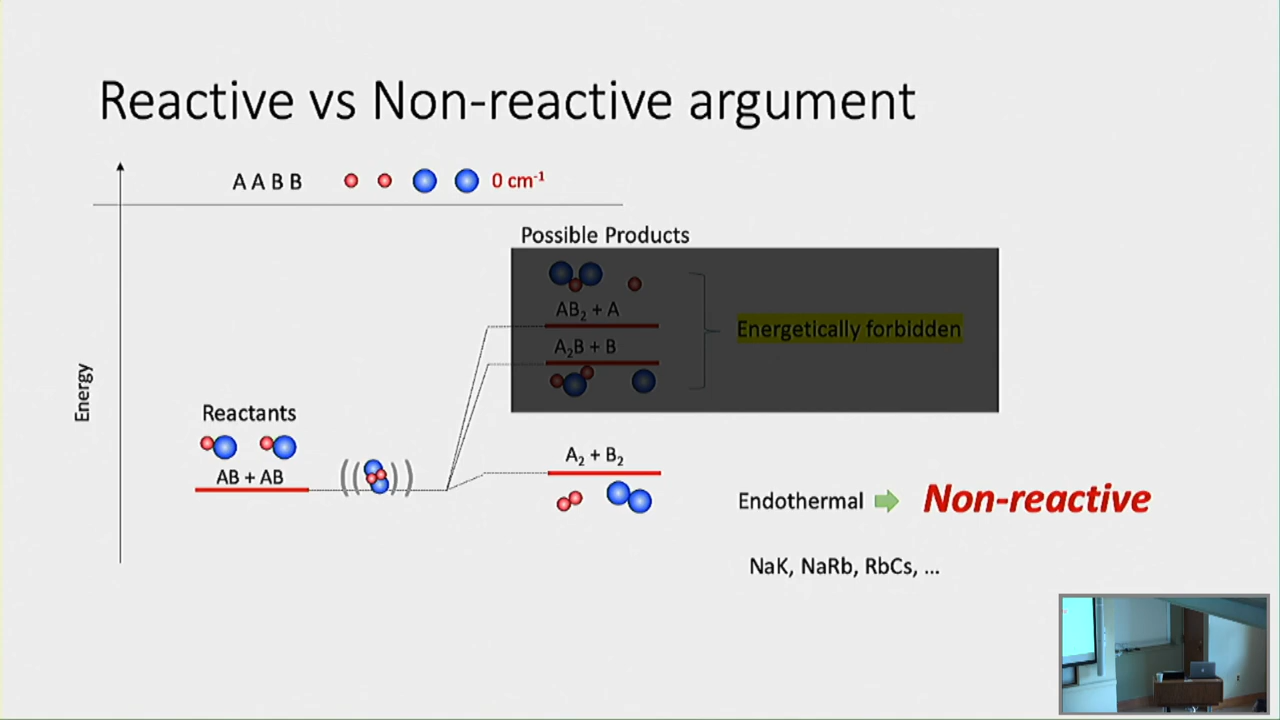 Reactive vs Non-reactive argument
A A B B
0 cm⁻¹
Possible Products
AB₂ + A
A₂B + B
Energetically forbidden
Energy
Reactants
AB + AB
A₂ + B₂
Endothermal
Non-reactive
NaK, NaRb, RbCs, ...